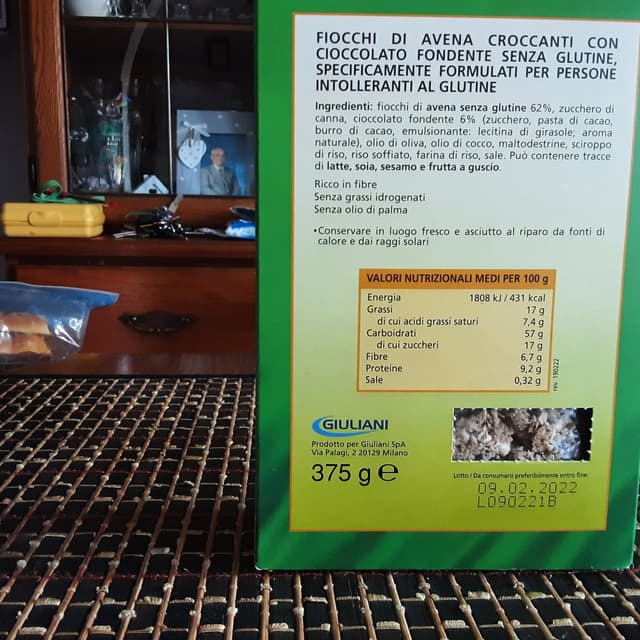 FIOCCHI DI AVENA CROCCANTI CON
CIOCCOLATO FONDENTE SENZA GLUTINE,
SPECIFICAMENTE FORMULATI PER PERSONE
INTOLLERANTI AL GLUTINE
Ingredienti: fiocchi di avena senza glutine 62%, zucchero di
canna, cioccolato fondente 6% (zucchero, pasta di cacao,
burro di cacao, emulsionante: lecitina di girasole; aroma
naturale), olio di oliva, olio di cocco, maltodestrine, sciroppo
di riso, riso soffiato, farina di riso, sale. Può contenere tracce
di latte, soia, sesamo e frutta a guscio.
Ricco in fibre
Senza grassi idrogenati
Senza olio di palma
•Conservare in luogo fresco e asciutto al riparo da fonti di
calore e dai raggi solari
VALORI NUTRIZIONALI MEDI PER 100 g
Energia 1808 kJ / 431 kcal
Grassi 17 g
di cui acidi grassi saturi 7,4 g
Carboidrati 57 g
di cui zuccheri 17 g
Fibre 6,7 g
Proteine 9,2 g
Sale 0,32 g
rev. 190222
GIULIANI
Prodotto per Giuliani SpA
Via Palagi, 2 20129 Milano
375 g e
Lotto / Da consumarsi preferibilmente entro fine:
09.02.2022
L090221B